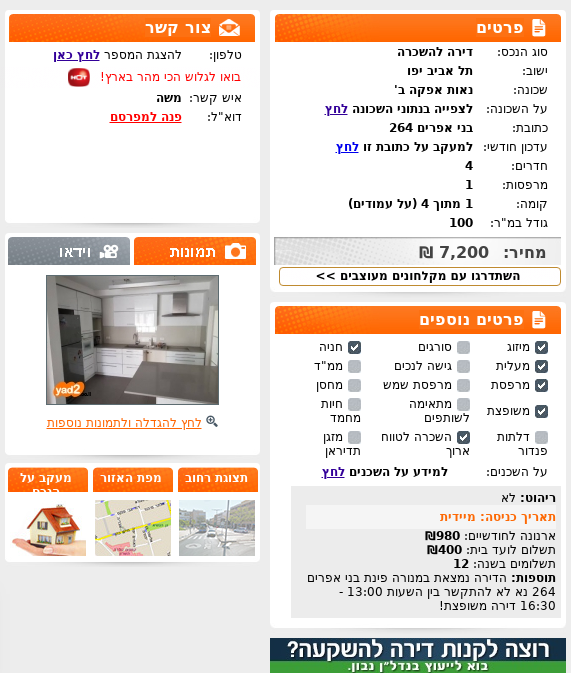 פרטים
סוג הנכס: דירה להשכרה
ישוב: תל אביב יפו
שכונה: נאות אפקה ב'
על השכונה: לצפייה בנתוני השכונה לחץ
כתובת: בני אפרים 264
עדכון חודשי: למעקב על כתובת זו לחץ
חדרים: 4
מרפסות: 1
קומה: 1 מתוך 4 (על עמודים)
גודל במ"ר: 100
מחיר: 7,200 ₪
השתדרגו עם מקלחונים מעוצבים >>
פרטים נוספים
מיזוג סורגים חניה
מעלית גישה לנכים ממ"ד
מרפסת מרפסת שמש מחסן
משופצת מתאימה לשותפים חיות מחמד
דלתות פנדור השכרה לטווח ארוך מזגן תדיראן
על השכנים: למידע על השכנים לחץ
ריהוט: לא
תאריך כניסה: מיידית
ארנונה לחודשיים: 980₪
תשלום לועד בית: 400₪
תשלומים בשנה: 12
תוספות: הדירה נמצאת במנורה פינת בני אפרים
264 נא לא להתקשר בין השעות 13:00 -
16:30 דירה משופצת!
רוצה לקנות דירה להשקעה?
בוא לייעוץ בנדל"ן נבון.
צור קשר
טלפון: להצגת המספר לחץ כאן
בואו לגלוש הכי מהר בארץ! HOT
איש קשר: משה
דוא"ל: פנה למפרסם
תמונות
וידאו
yad2
לחץ להגדלה ולתמונות נוספות
תצוגת רחוב
מפת האזור
מעקב על
הנכס